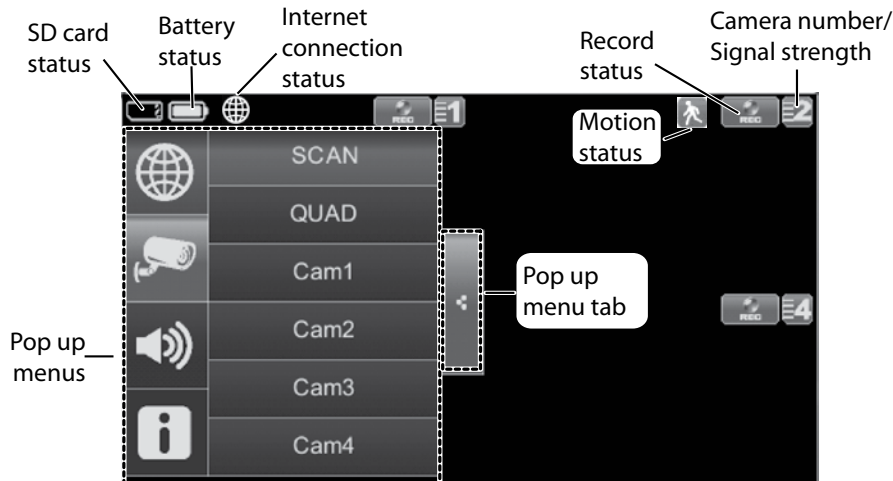 SD card
status
Battery
status
Internet
connection
status
Record
status
Camera number/
Signal strength
REC
1
Motion
status
REC
2
SCAN
QUAD
Cam1
Cam2
Cam3
Cam4
Pop up
menu tab
REC
4
Pop up
menus
i